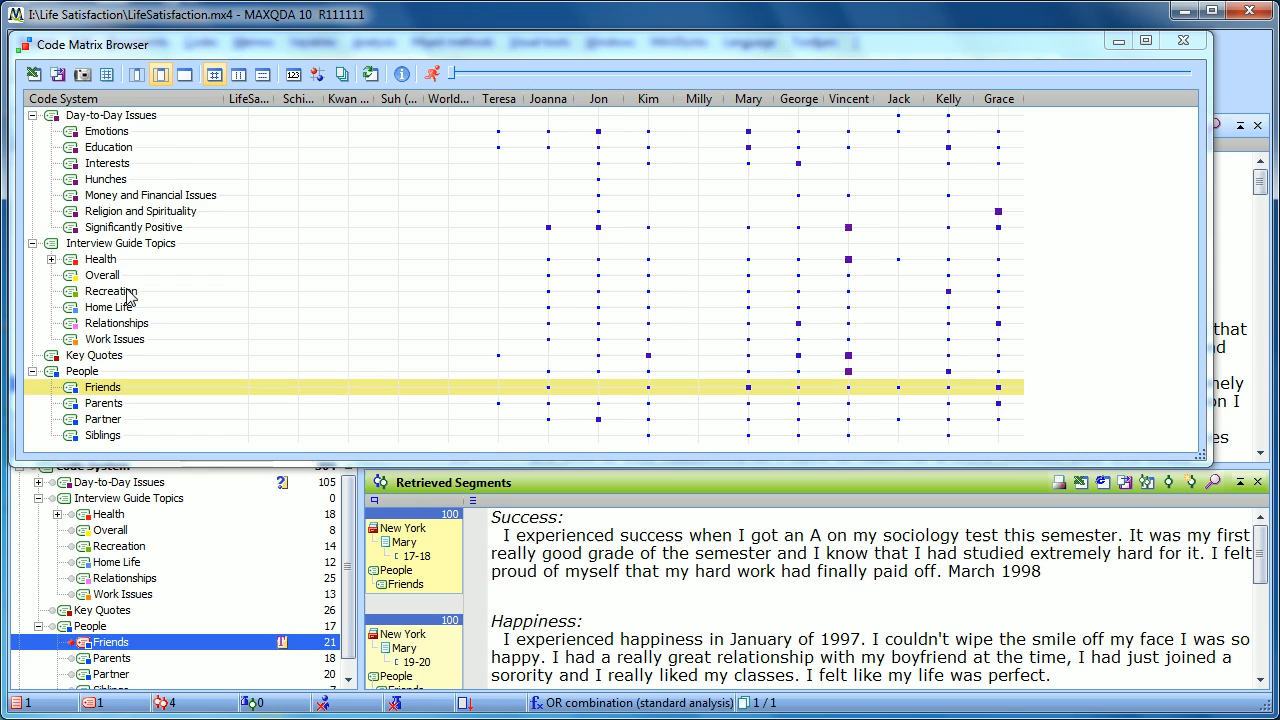 I:\Life Satisfaction\LifeSatisfaction.mx4 - MAXQDA 10 R111111
Code Matrix Browser
123
Code System LifeSa... Schi... Kwan ... Suh (... World... Teresa Joanna Jon Kim Milly Mary George Vincent Jack Kelly Grace
Day-to-Day Issues
Emotions
Education
Interests
Hunches
Money and Financial Issues
Religion and Spirituality
Significantly Positive
Interview Guide Topics
Health
Overall
Recreation
Home Life
Relationships
Work Issues
Key Quotes
People
Friends
Parents
Partner
Siblings
that
mely
on I
es
Day-to-Day Issues 105
Interview Guide Topics 0
Health 18
Overall 8
Recreation 14
Home Life 12
Relationships 25
Work Issues 13
Key Quotes 26
People 17
Friends 21
Parents 18
Partner 20
Retrieved Segments
100
New York
Mary
17-18
People
Friends
Success:
I experienced success when I got an A on my sociology test this semester. It was my first
really good grade of the semester and I know that I had studied extremely hard for it. I felt
proud of myself that my hard work had finally paid off. March 1998
100
New York
Mary
19-20
People
Happiness:
I experienced happiness in January of 1997. I couldn't wipe the smile off my face I was so
happy. I had a really great relationship with my boyfriend at the time, I had just joined a
sorority and I really liked my classes. I felt like my life was perfect.
1 1 4 0 OR combination (standard analysis) 1 / 1